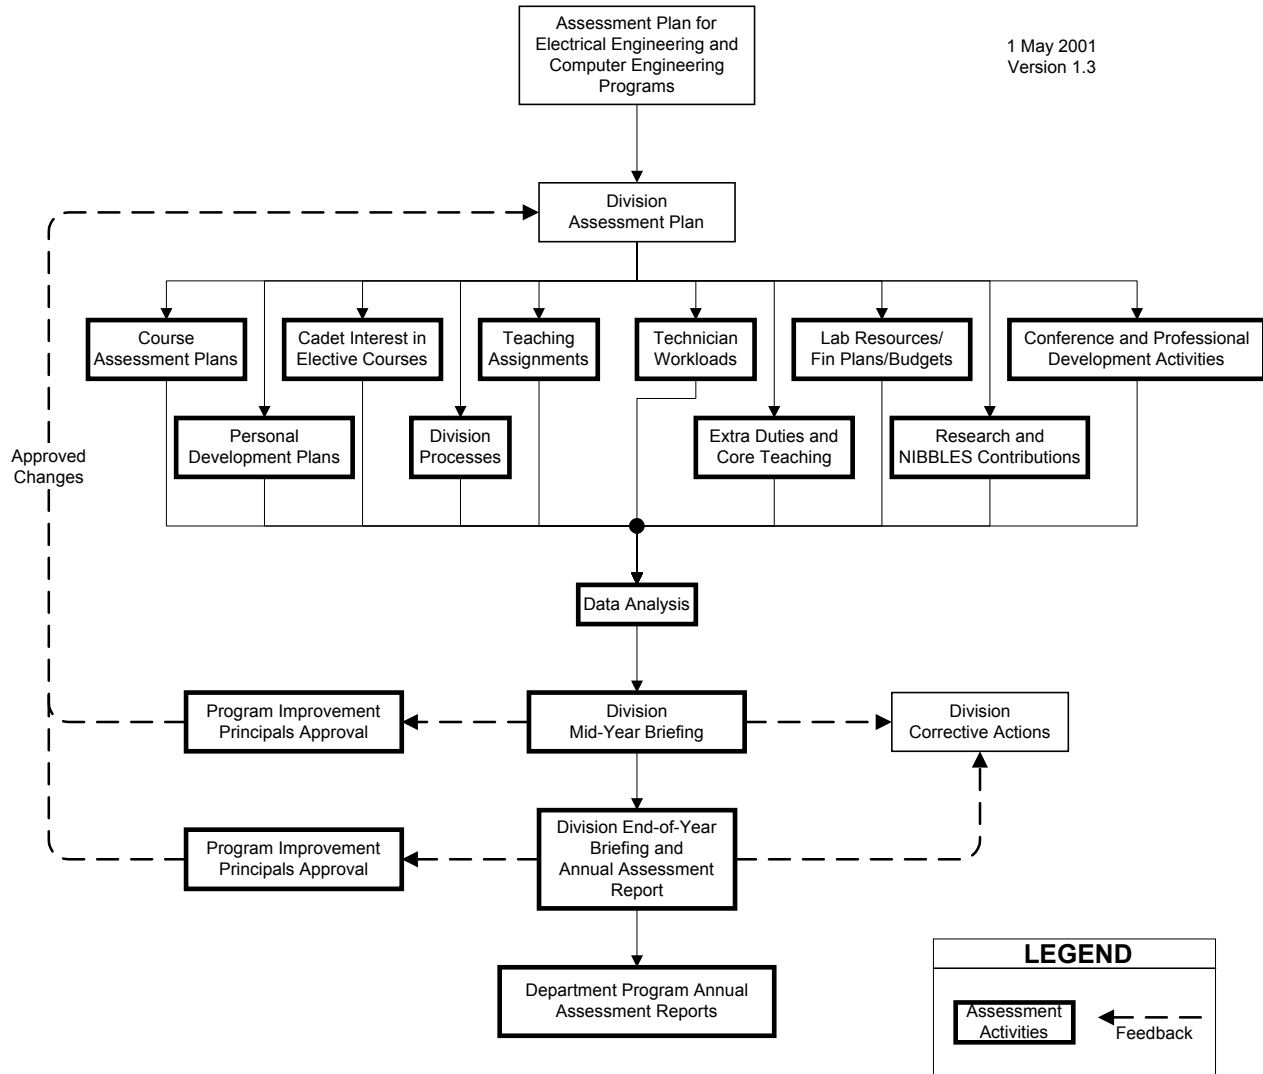 Assessment Plan for
Electrical Engineering and
Computer Engineering
Programs
1 May 2001
Version 1.3
Division
Assessment Plan
Course
Assessment Plans
Cadet Interest in
Elective Courses
Teaching
Assignments
Technician
Workloads
Lab Resources/
Fin Plans/Budgets
Conference and Professional
Development Activities
Personal
Development Plans
Division
Processes
Extra Duties and
Core Teaching
Research and
NIBBLES Contributions
Approved
Changes
Data Analysis
Program Improvement
Principals Approval
Division
Mid-Year Briefing
Division
Corrective Actions
Program Improvement
Principals Approval
Division End-of-Year
Briefing and
Annual Assessment
Report
Department Program Annual
Assessment Reports
LEGEND
Assessment
Activities
Feedback